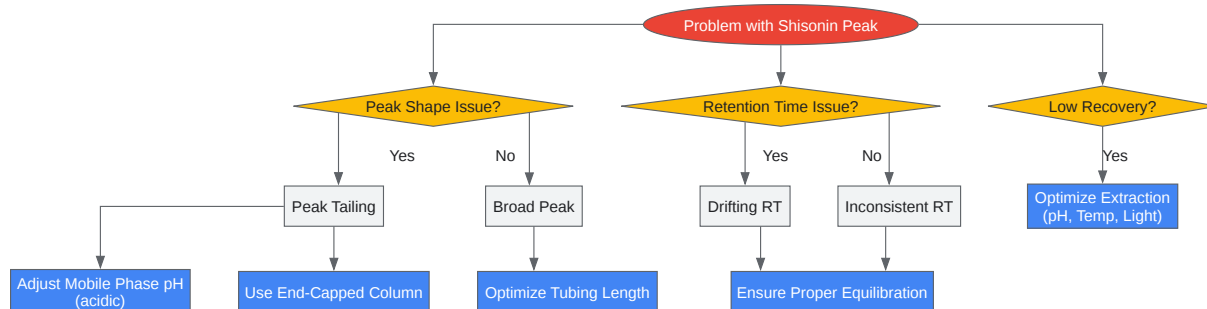 Problem with Shisonin Peak
Peak Shape Issue?
Retention Time Issue?
Low Recovery?
Yes
No
Yes
No
Yes
Peak Tailing
Broad Peak
Drifting RT
Inconsistent RT
Optimize Extraction
(pH, Temp, Light)
Adjust Mobile Phase pH
(acidic)
Use End-Capped Column
Optimize Tubing Length
Ensure Proper Equilibration